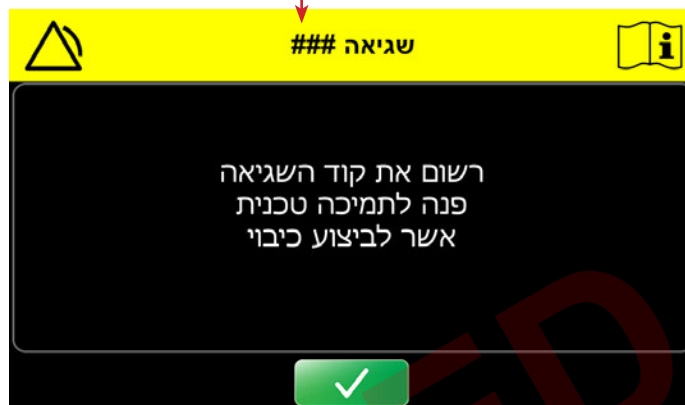 שגיאה ###
רשום את קוד השגיאה
פנה לתמיכה טכנית
אשר לביצוע כיבוי